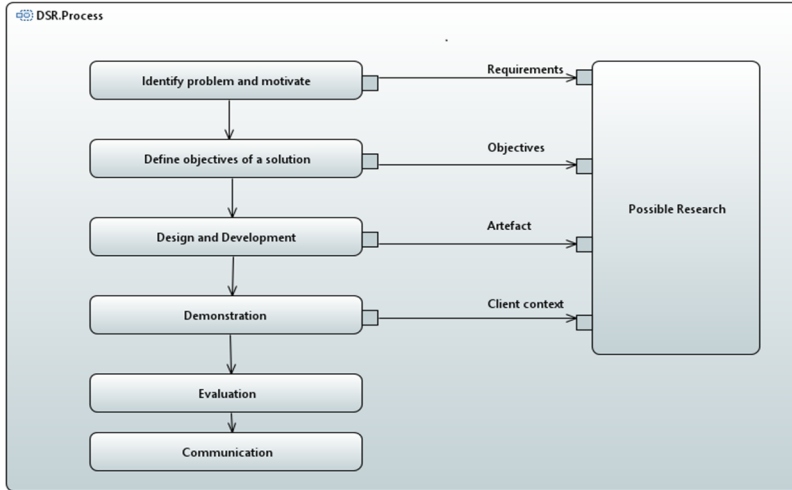 DSR.Process
Identify problem and motivate
Requirements
Define objectives of a solution
Objectives
Possible Research
Design and Development
Artefact
Demonstration
Client context
Evaluation
Communication